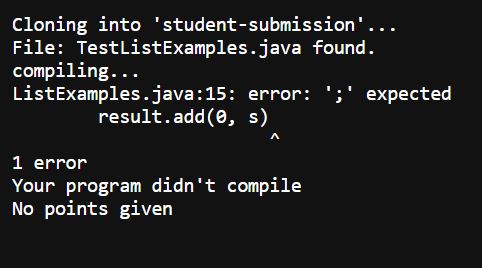 Cloning into 'student-submission'...
File: TestListExamples.java found.
compiling...
ListExamples.java:15: error: ';' expected
        result.add(0, s)
                        ^
1 error
Your program didn't compile
No points given